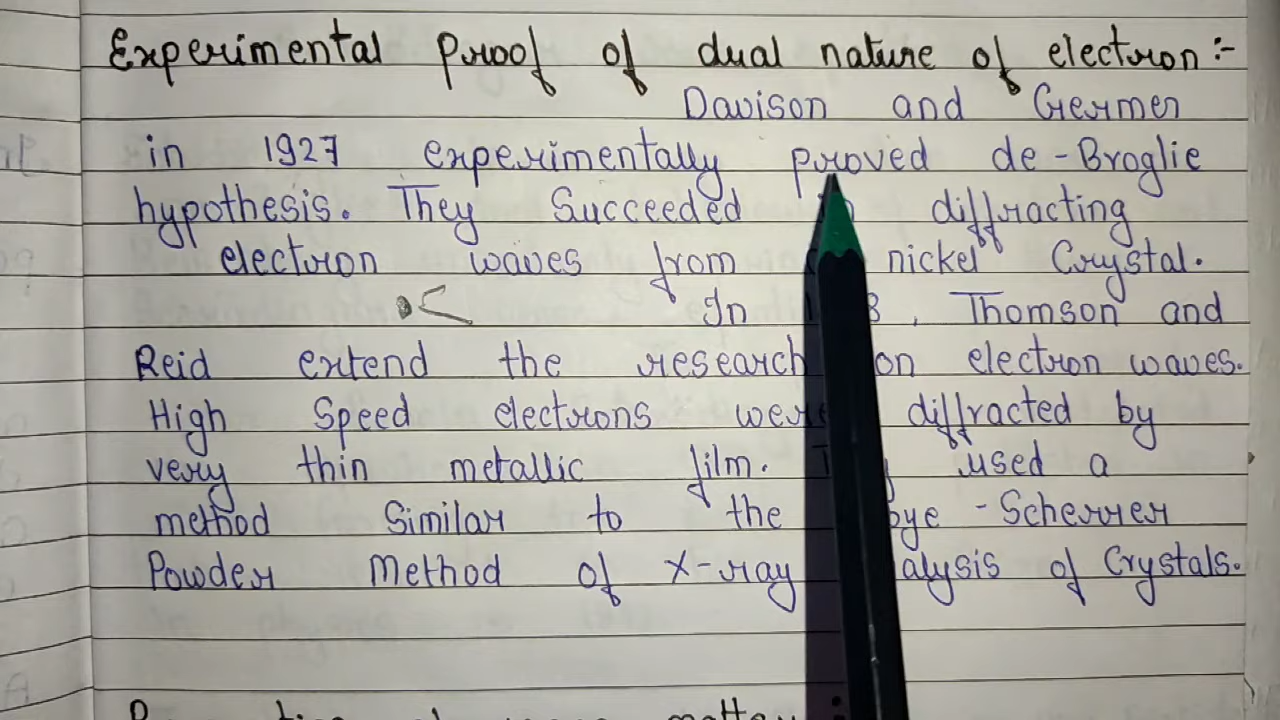 Experimental Proof of dual nature of electron :-
Davison and Germer
in 1927 experimentally proved de-Broglie
hypothesis. They Succeeded diffracting
electron waves from nickel Crystal.
In , Thomson and
Reid extend the research on electron waves.
High Speed electrons were diffracted by
very thin metallic film. used a
method Similar to the - Scherrer
Powder Method of X-ray of Crystals.